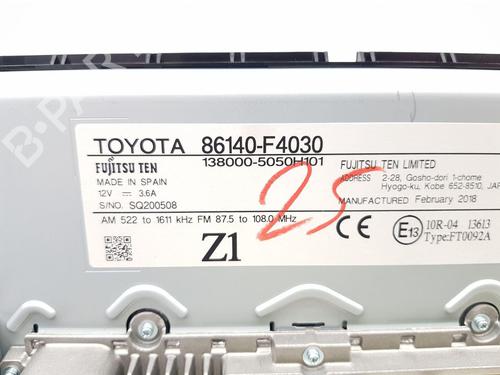 TOYOTA 86140-F4030
FUJITSU TEN 138000-5050H101 FUJITSU TEN LIMITED
MADE IN SPAIN ADDRESS 2-28, Gosho-dori 1-chome
12V 3.6A Hyogo-ku, Kobe 652-8510, JAPA
S/NO. SQ200508 MANUFACTURED February 2018
AM 522 to 1611 kHz FM 87.5 to 108.0 MHz
25
Z1 CE E13 10R-04 13613
Type:FT0092A
B-PARTS